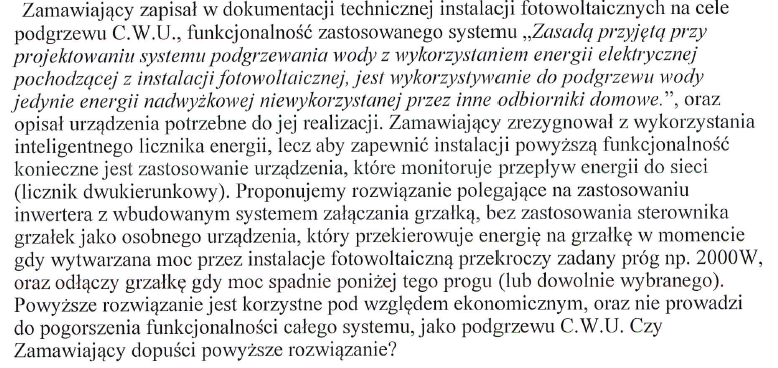 Zamawiający zapisał w dokumentacji technicznej instalacji fotowoltaicznych na cele
podgrzewu C.W.U., funkcjonalność zastosowanego systemu „Zasadą przyjętą przy
projektowaniu systemu podgrzewania wody z wykorzystaniem energii elektrycznej
pochodzącej z instalacji fotowoltaicznej, jest wykorzystywanie do podgrzewu wody
jedynie energii nadwyżkowej niewykorzystanej przez inne odbiorniki domowe.”, oraz
opisał urządzenia potrzebne do jej realizacji. Zamawiający zrezygnował z wykorzystania
inteligentnego licznika energii, lecz aby zapewnić instalacji powyższą funkcjonalność
konieczne jest zastosowanie urządzenia, które monitoruje przepływ energii do sieci
(licznik dwukierunkowy). Proponujemy rozwiązanie polegające na zastosowaniu
inwertera z wbudowanym systemem załączania grzałką, bez zastosowania sterownika
grzałek jako osobnego urządzenia, który przekierowuje energię na grzałkę w momencie
gdy wytwarzana moc przez instalacje fotowoltaiczną przekroczy zadany próg np. 2000W,
oraz odłączy grzałkę gdy moc spadnie poniżej tego progu (lub dowolnie wybranego).
Powyższe rozwiązanie jest korzystne pod względem ekonomicznym, oraz nie prowadzi
do pogorszenia funkcjonalności całego systemu, jako podgrzewu C.W.U. Czy
Zamawiający dopuści powyższe rozwiązanie?